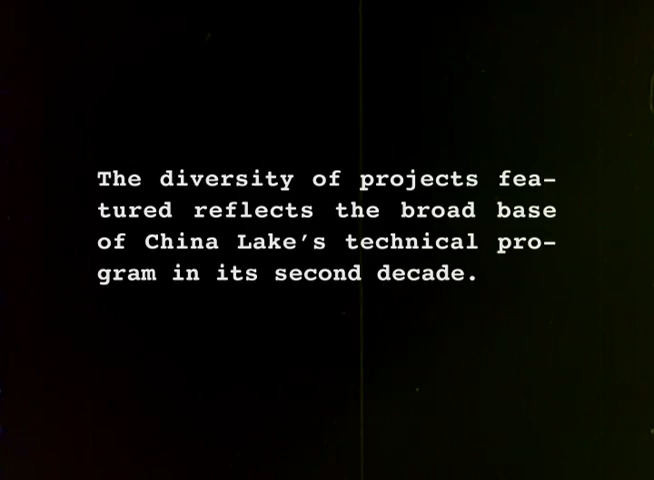 The diversity of projects fea-
tured reflects the broad base
of China Lake's technical pro-
gram in its second decade.